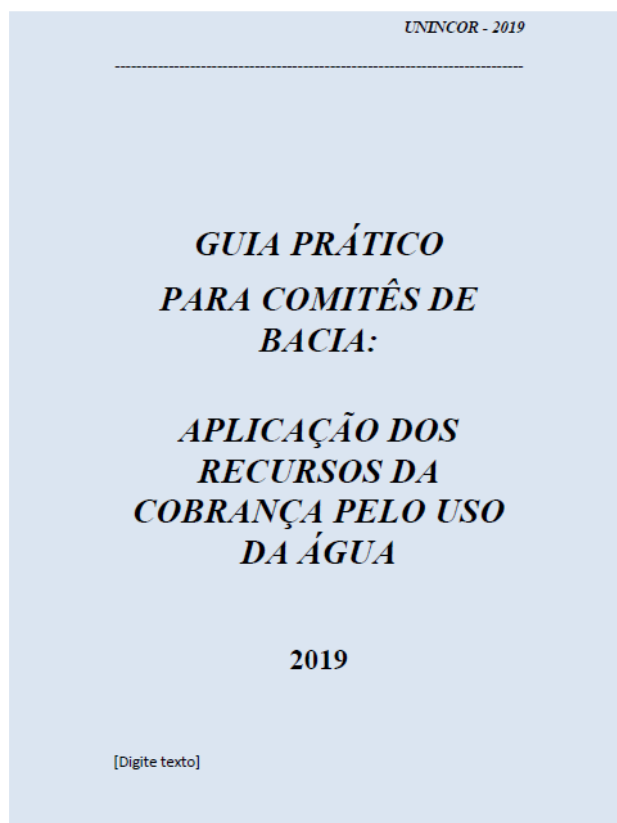 UNINCOR - 2019
--------------------------------------------------------------------------------
GUIA PRÁTICO
PARA COMITÊS DE
BACIA:
APLICAÇÃO DOS
RECURSOS DA
COBRANÇA PELO USO
DA ÁGUA
2019
[Digite texto]